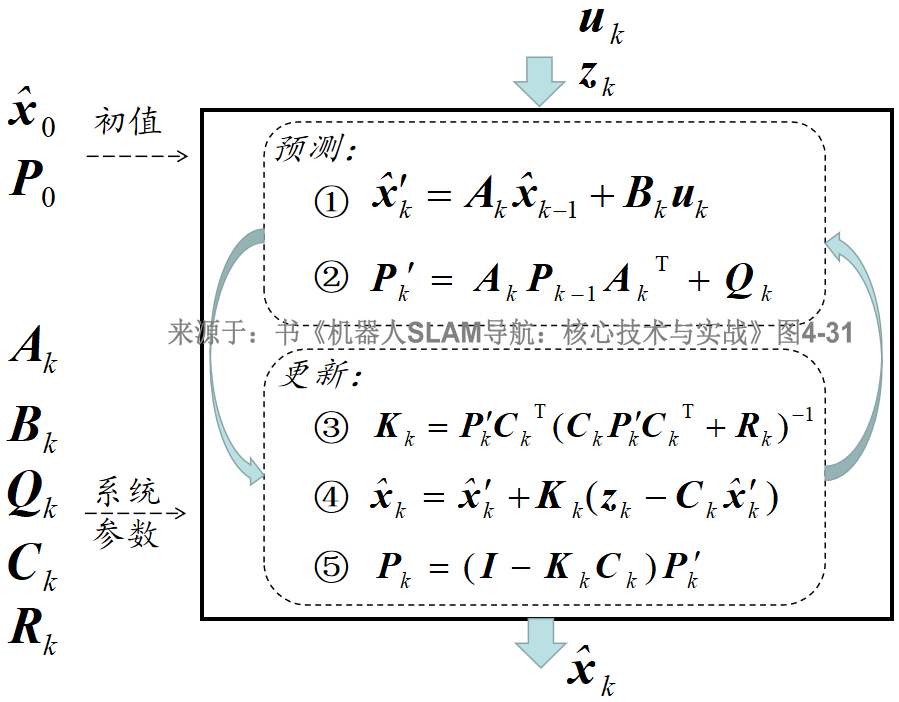 u_k
z_k
x̂_0
P_0
初值
预测：
① x̂′_k = A_k x̂_{k−1} + B_k u_k
② P′_k = A_k P_{k−1} A_k^T + Q_k
来源于：书《机器人SLAM导航：核心技术与实战》图4-31
A_k
B_k
Q_k
C_k
R_k
系统
参数
更新：
③ K_k = P′_k C_k^T (C_k P′_k C_k^T + R_k)^{−1}
④ x̂_k = x̂′_k + K_k (z_k − C_k x̂′_k)
⑤ P_k = (I − K_k C_k) P′_k
x̂_k